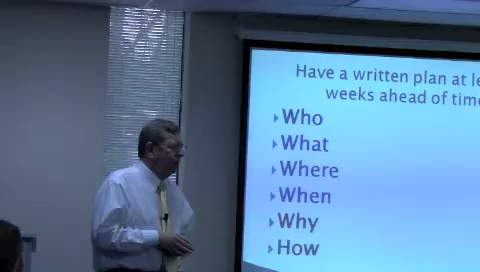 Have a written plan at
weeks ahead of time
Who
What
Where
When
Why
How